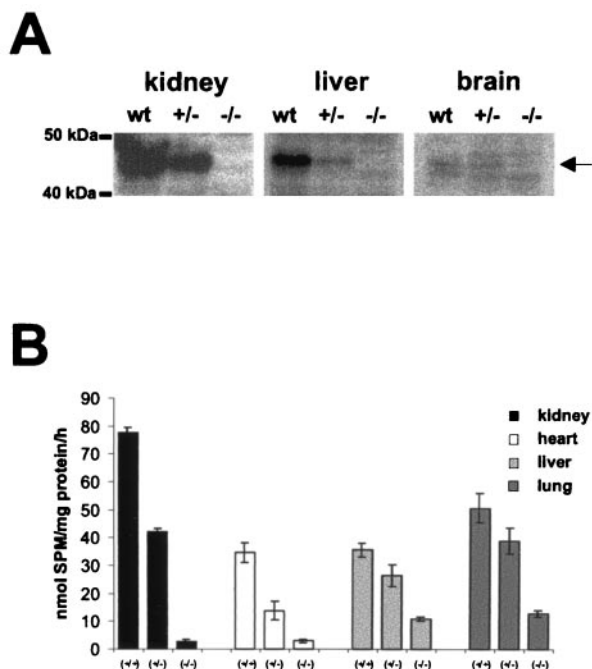 A
kidney liver brain
wt +/- -/- wt +/- -/- wt +/- -/-
50 kDa
40 kDa
B
nmol SPM/mg protein/h
90
80
70
60
50
40
30
20
10
0
kidney
heart
liver
lung
(+/+) (+/-) (-/-) (+/+) (+/-) (-/-) (+/+) (+/-) (-/-) (+/+) (+/-) (-/-)